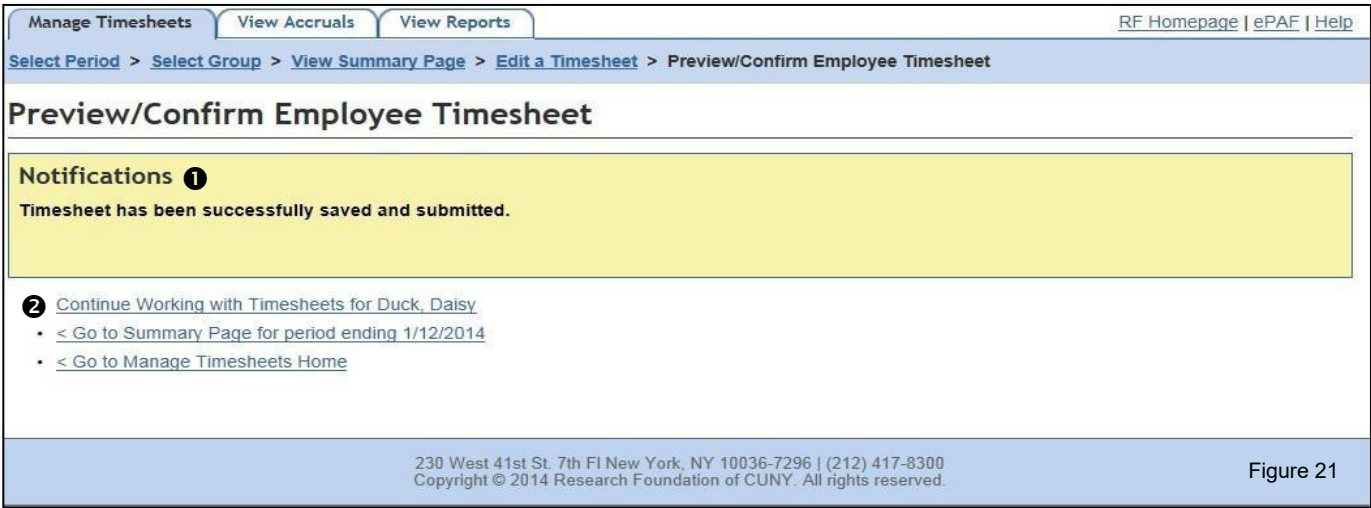 Manage Timesheets View Accruals View Reports RF Homepage | ePAF | Help
Select Period > Select Group > View Summary Page > Edit a Timesheet > Preview/Confirm Employee Timesheet
Preview/Confirm Employee Timesheet
Notifications ❶
Timesheet has been successfully saved and submitted.
❷ Continue Working with Timesheets for Duck, Daisy
• < Go to Summary Page for period ending 1/12/2014
• < Go to Manage Timesheets Home
230 West 41st St. 7th Fl New York, NY 10036-7296 | (212) 417-8300
Copyright © 2014 Research Foundation of CUNY. All rights reserved.
Figure 21